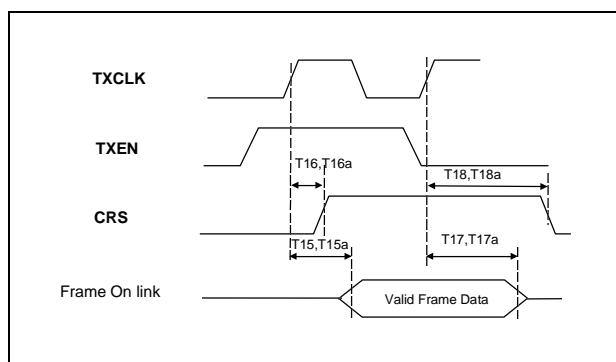 TXCLK
TXEN
T16,T16a
T18,T18a
CRS
T15,T15a
T17,T17a
Frame On link
Valid Frame Data